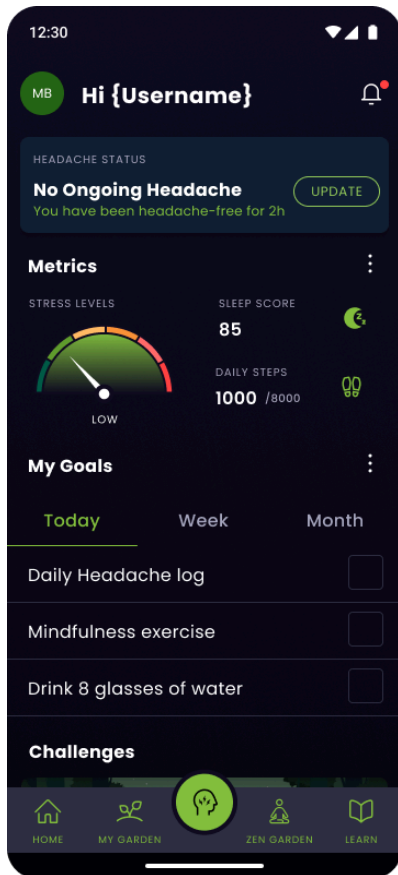 12:30
MB
Hi {Username}
HEADACHE STATUS
No Ongoing Headache
UPDATE
You have been headache-free for 2h
Metrics
STRESS LEVELS
SLEEP SCORE
85
DAILY STEPS
1000 /8000
LOW
My Goals
Today Week Month
Daily Headache log
Mindfulness exercise
Drink 8 glasses of water
Challenges
HOME MY GARDEN ZEN GARDEN LEARN